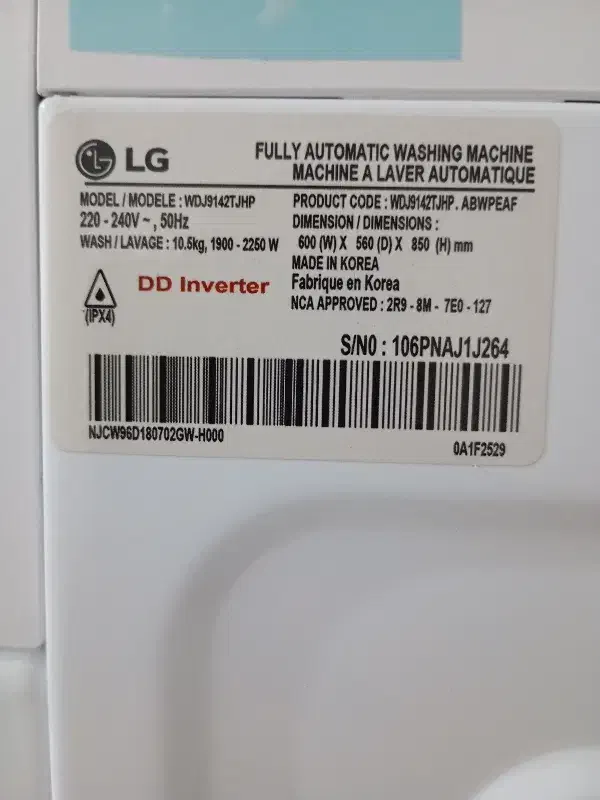 LG
FULLY AUTOMATIC WASHING MACHINE
MACHINE A LAVER AUTOMATIQUE
MODEL / MODELE : WDJ9142TJHP
220 - 240V ~ , 50Hz
WASH / LAVAGE : 10.5kg, 1900 - 2250 W
PRODUCT CODE : WDJ9142TJHP . ABWPEAF
DIMENSION / DIMENSIONS :
600 (W) X 560 (D) X 850 (H) mm
MADE IN KOREA
Fabrique en Korea
NCA APPROVED : 2R9 - 8M - 7E0 - 127
(IPX4)
DD Inverter
S/N0 : 106PNAJ1J264
NJCW96D180702GW-H000
0A1F2529